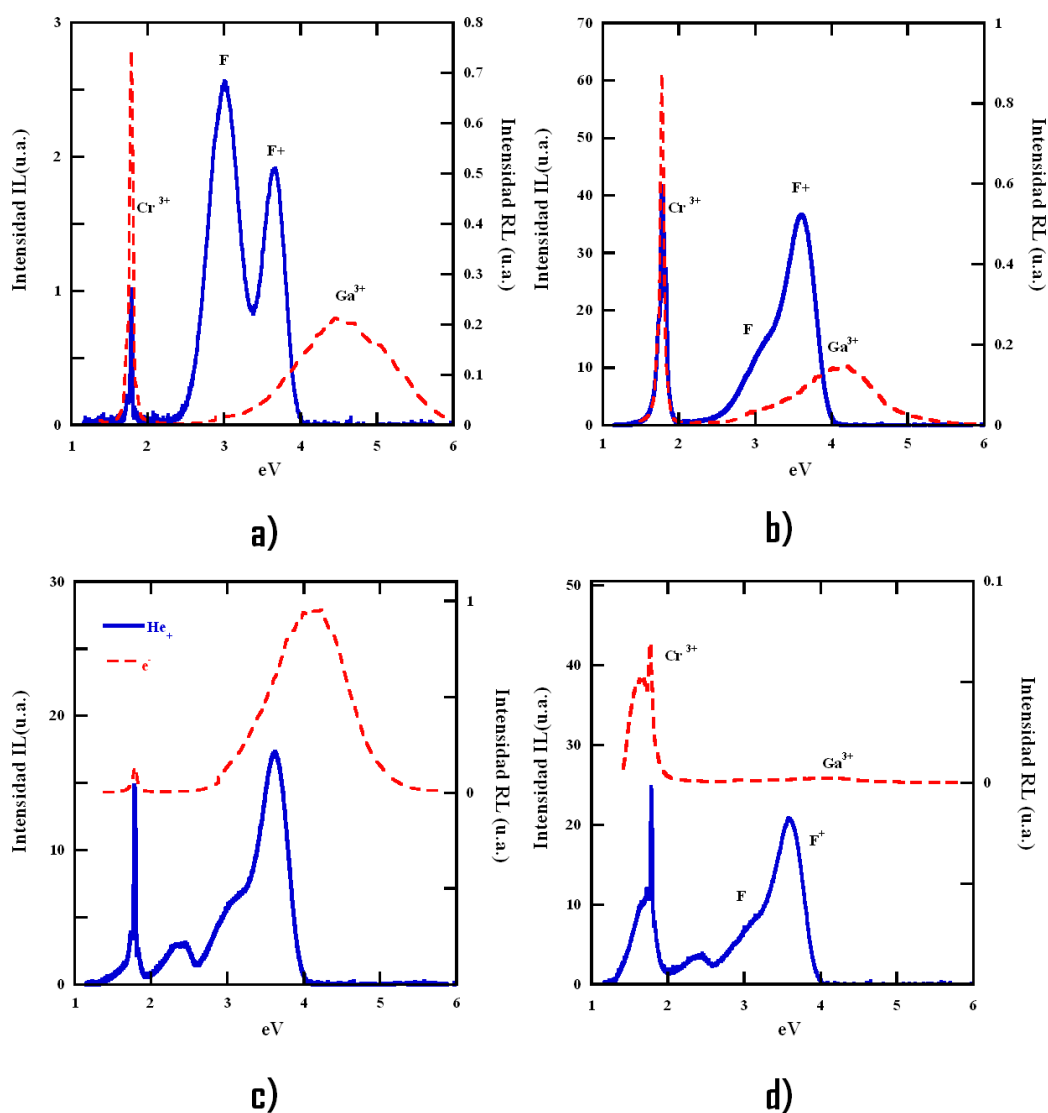 Intensidad IL(u.a.)
3
2
1
0
1 2 3 4 5 6
eV
0.8
0.7
0.6
0.5
0.4
0.3
0.2
0.1
0
Intensidad RL (u.a.)
F
F+
Cr 3+
Ga3+
a)
Intensidad IL(u.a.)
70
60
50
40
30
20
10
0
1 2 3 4 5 6
eV
1
0.8
0.6
0.4
0.2
0
Intensidad RL (u.a.)
F+
Cr 3+
F
Ga3+
b)
Intensidad IL(u.a.)
30
20
10
0
1 2 3 4 5 6
eV
1
0
Intensidad RL (u.a.)
He+
e-
c)
Intensidad IL(u.a.)
50
40
30
20
10
0
1 2 3 4 5 6
eV
0.1
0
Intensidad RL (u.a.)
Cr 3+
Ga3+
F+
F
d)